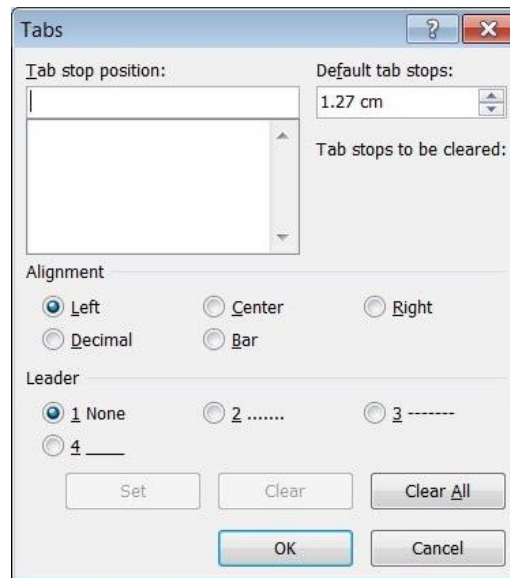 Tabs
Tab stop position: Default tab stops:
1.27 cm
Tab stops to be cleared:
Alignment
Left Center Right
Decimal Bar
Leader
1 None 2 ....... 3 -------
4 ____
Set Clear Clear All
OK Cancel